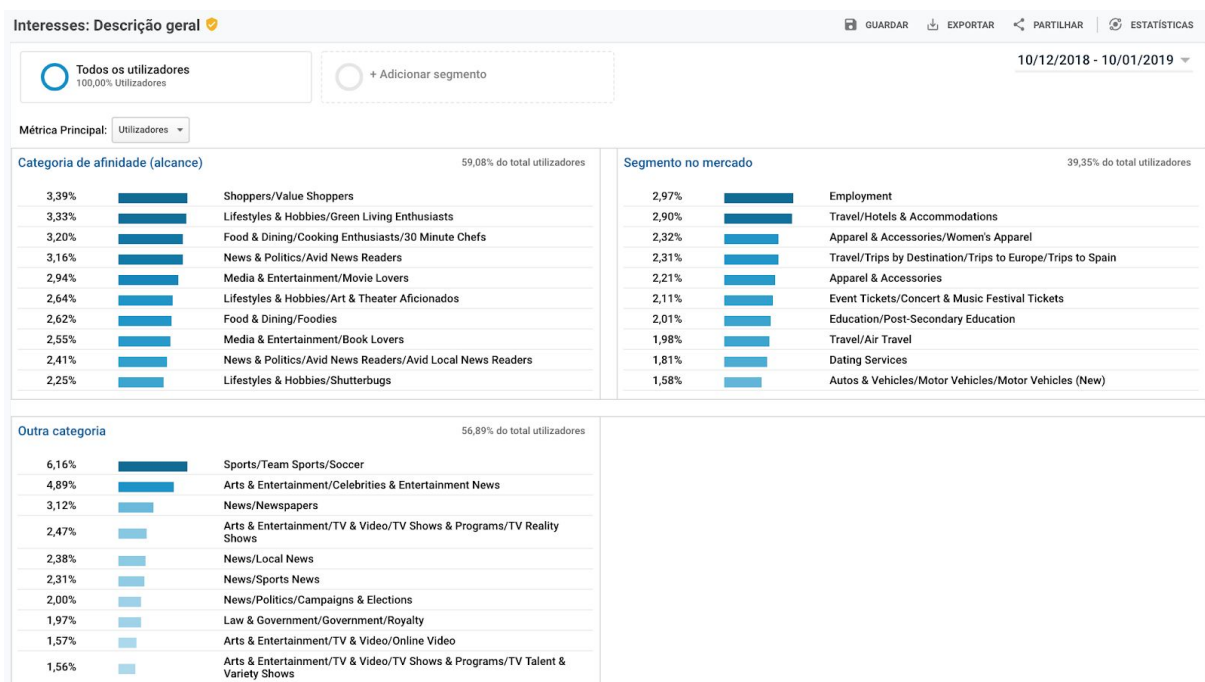 Interesses: Descrição geral
GUARDAR
EXPORTAR
PARTILHAR
ESTATÍSTICAS
Todos os utilizadores
100,00% Utilizadores
+ Adicionar segmento
10/12/2018 - 10/01/2019
Métrica Principal:
Utilizadores
Categoria de afinidade (alcance)
59,08% do total utilizadores
3,39% Shoppers/Value Shoppers
3,33% Lifestyles & Hobbies/Green Living Enthusiasts
3,20% Food & Dining/Cooking Enthusiasts/30 Minute Chefs
3,16% News & Politics/Avid News Readers
2,94% Media & Entertainment/Movie Lovers
2,64% Lifestyles & Hobbies/Art & Theater Aficionados
2,62% Food & Dining/Foodies
2,55% Media & Entertainment/Book Lovers
2,41% News & Politics/Avid News Readers/Avid Local News Readers
2,25% Lifestyles & Hobbies/Shutterbugs
Segmento no mercado
39,35% do total utilizadores
2,97% Employment
2,90% Travel/Hotels & Accommodations
2,32% Apparel & Accessories/Women's Apparel
2,31% Travel/Trips by Destination/Trips to Europe/Trips to Spain
2,21% Apparel & Accessories
2,11% Event Tickets/Concert & Music Festival Tickets
2,01% Education/Post-Secondary Education
1,98% Travel/Air Travel
1,81% Dating Services
1,58% Autos & Vehicles/Motor Vehicles/Motor Vehicles (New)
Outra categoria
56,89% do total utilizadores
6,16% Sports/Team Sports/Soccer
4,89% Arts & Entertainment/Celebrities & Entertainment News
3,12% News/Newspapers
2,47% Arts & Entertainment/TV & Video/TV Shows & Programs/TV Reality
Shows
2,38% News/Local News
2,31% News/Sports News
2,00% News/Politics/Campaigns & Elections
1,97% Law & Government/Government/Royalty
1,57% Arts & Entertainment/TV & Video/Online Video
1,56% Arts & Entertainment/TV & Video/TV Shows & Programs/TV Talent &
Variety Shows